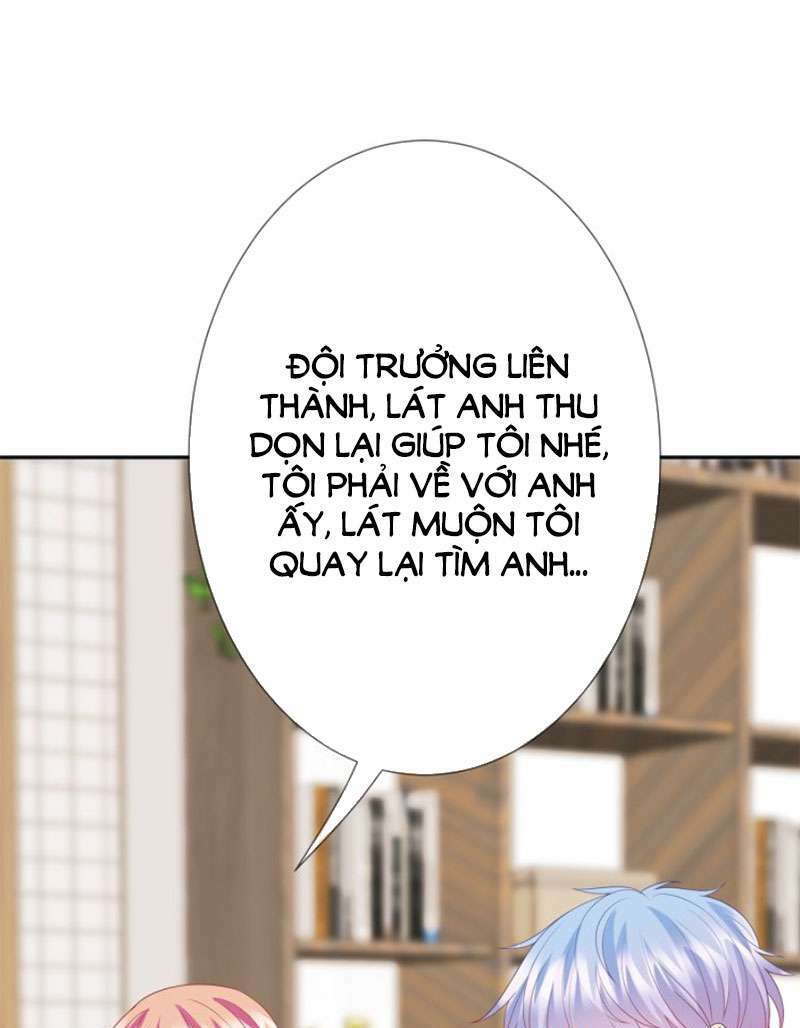 ĐỘI TRƯỞNG LIÊN
THÀNH, LÁT ANH THU
DỌN LẠI GIÚP TÔI NHÉ,
TÔI PHẢI VỀ VỚI ANH
ẤY, LÁT MUỘN TÔI
QUAY LẠI TÌM ANH...